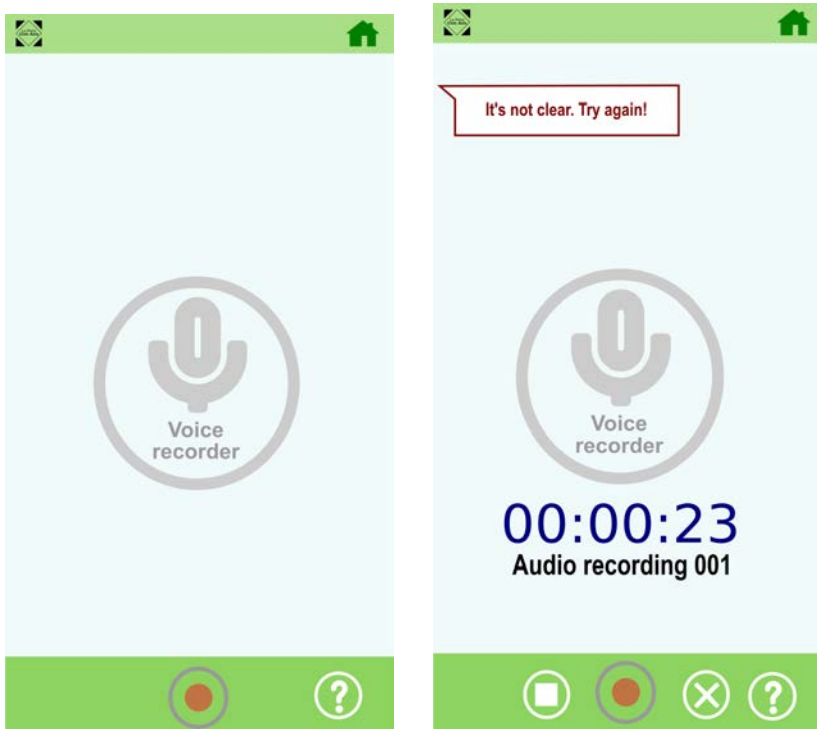 Voice
recorder
It's not clear. Try again!
Voice
recorder
00:00:23
Audio recording 001